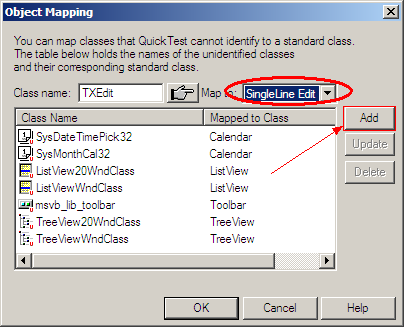 Object Mapping
You can map classes that QuickTest cannot identify to a standard class.
The table below holds the names of the unidentified classes
and their corresponding standard class.
Class name: TXEdit Map to: SingleLine Edit
Class Name Mapped to Class Add
SysDateTimePick32 Calendar
SysMonthCal32 Calendar Update
ListView20WndClass ListView
ListViewWndClass ListView Delete
msvb_lib_toolbar Toolbar
TreeView20WndClass TreeView
TreeViewWndClass TreeView
OK Cancel Help